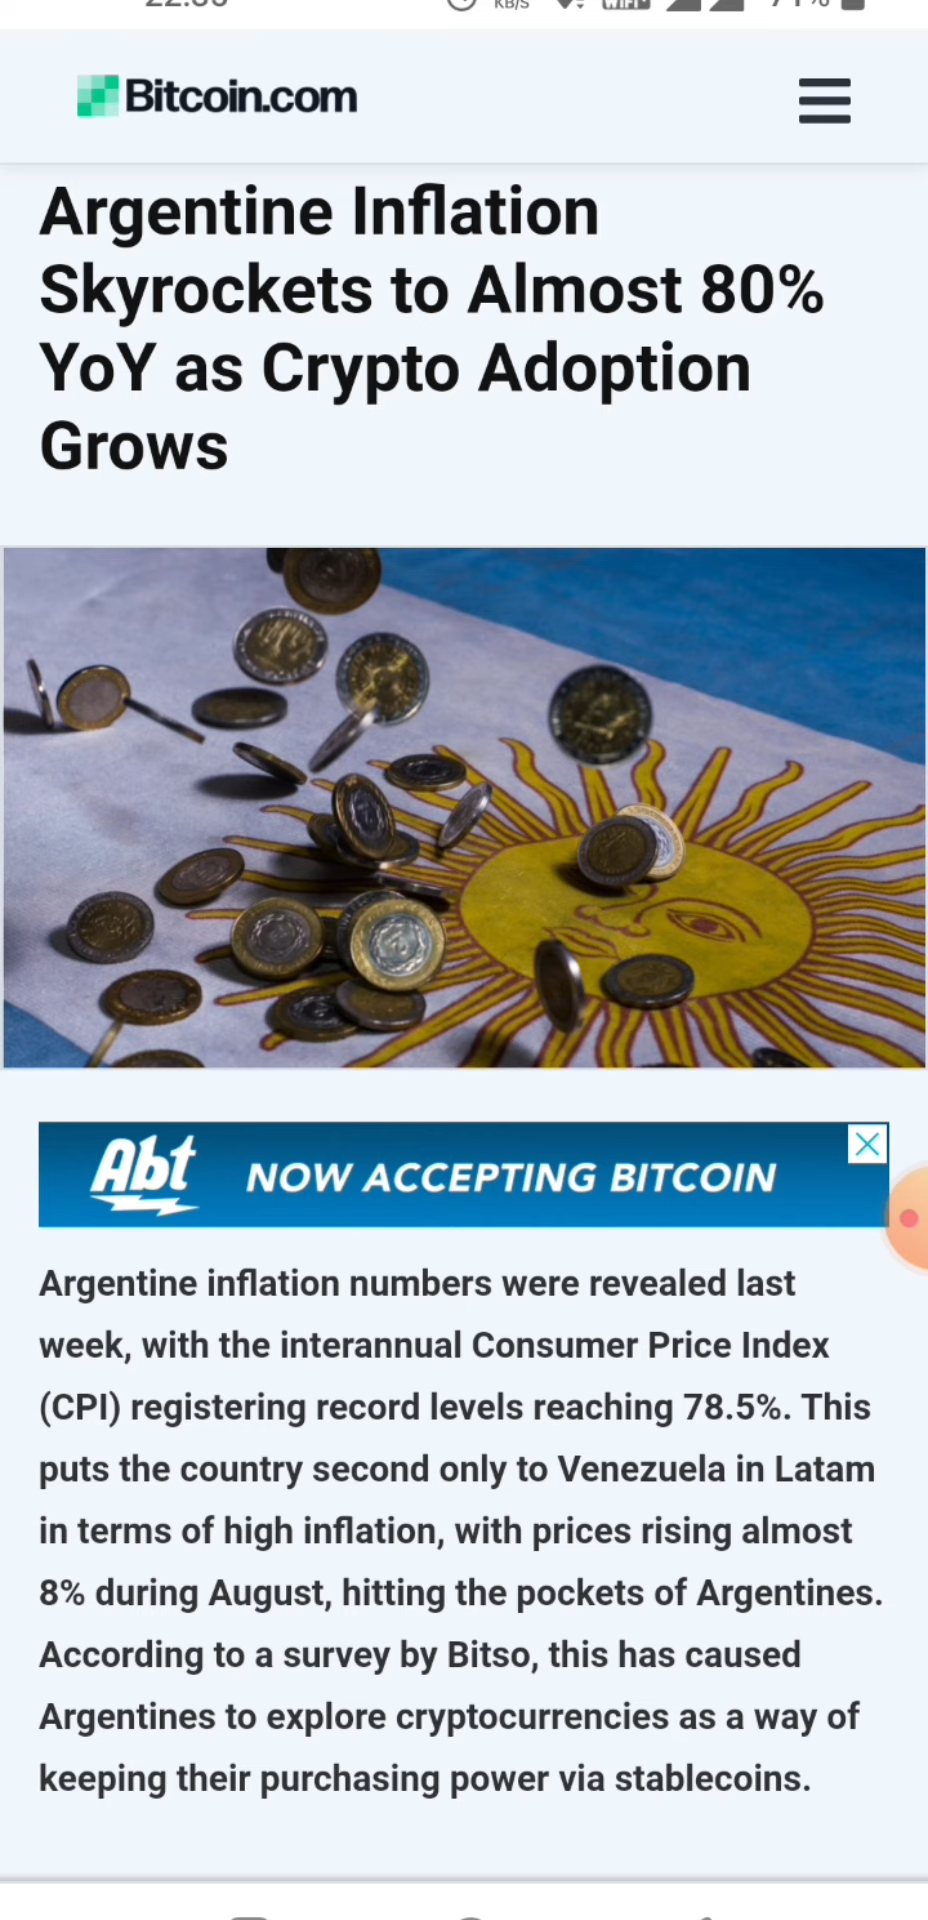 KB/S
Bitcoin.com
Argentine Inflation
Skyrockets to Almost 80%
YoY as Crypto Adoption
Grows
Abt NOW ACCEPTING BITCOIN
Argentine inflation numbers were revealed last
week, with the interannual Consumer Price Index
(CPI) registering record levels reaching 78.5%. This
puts the country second only to Venezuela in Latam
in terms of high inflation, with prices rising almost
8% during August, hitting the pockets of Argentines.
According to a survey by Bitso, this has caused
Argentines to explore cryptocurrencies as a way of
keeping their purchasing power via stablecoins.